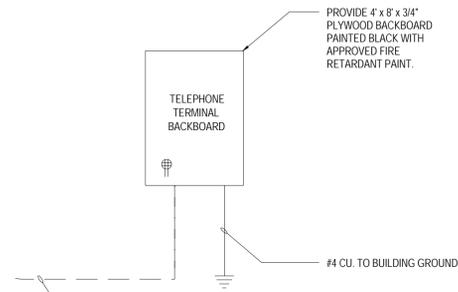 PROVIDE 4' x 8' x 3/4"
PLYWOOD BACKBOARD
PAINTED BLACK WITH
APPROVED FIRE
RETARDANT PAINT.
TELEPHONE
TERMINAL
BACKBOARD
#4 CU. TO BUILDING GROUND